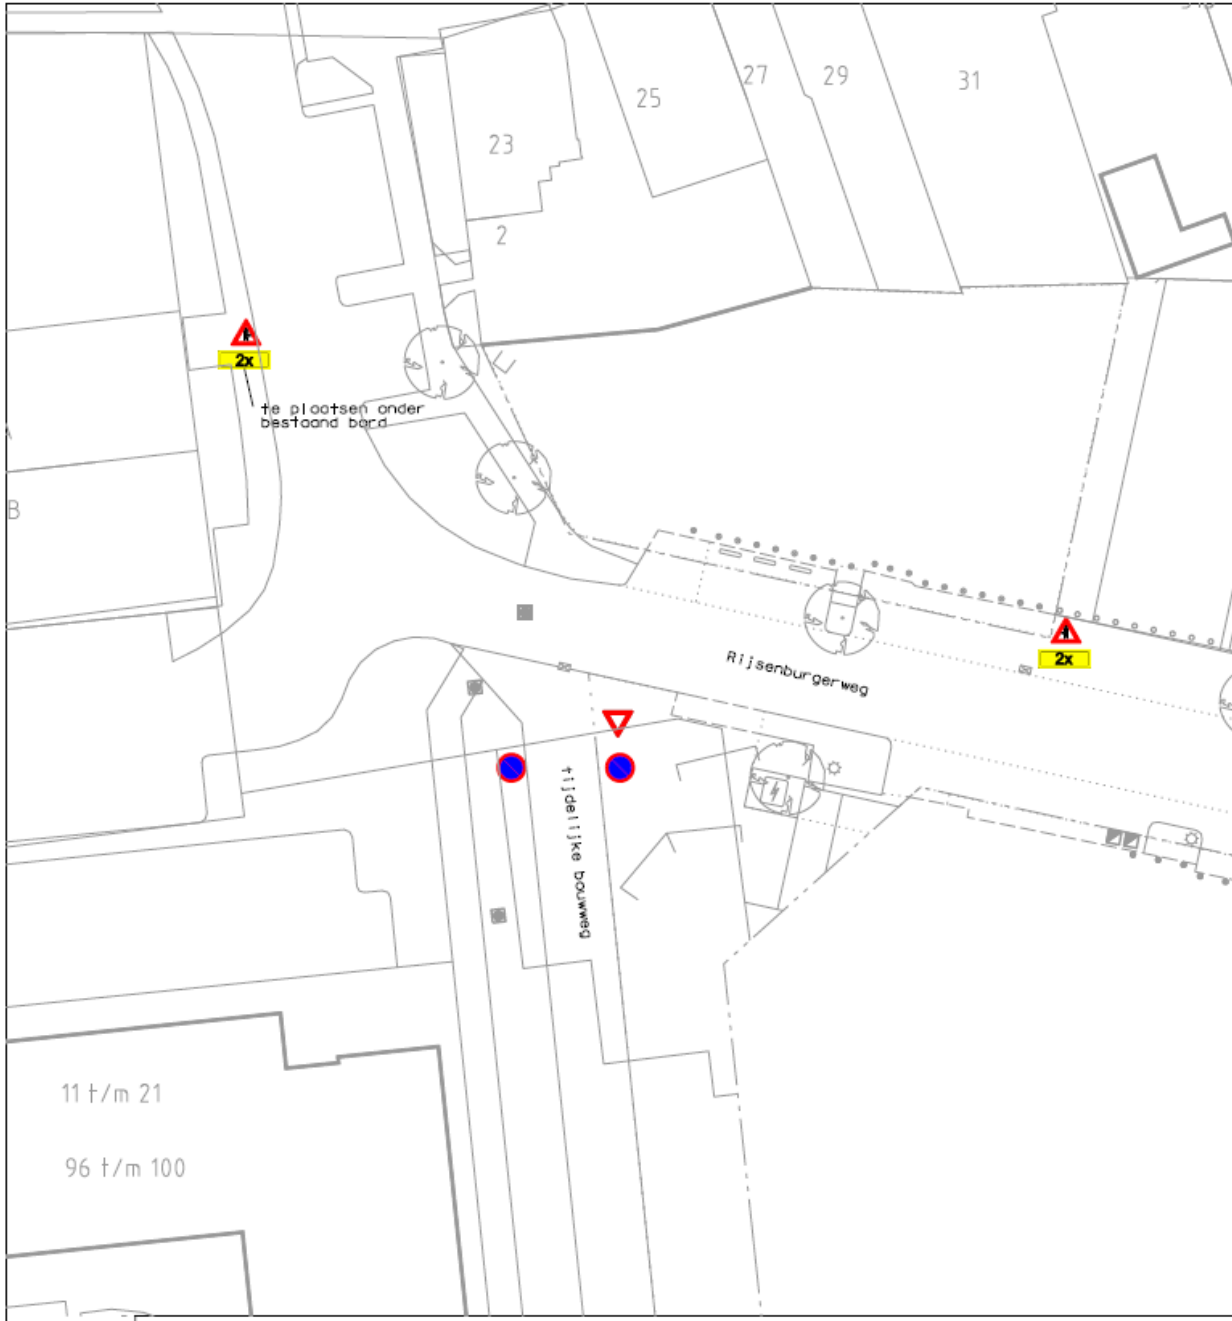 27
29
31
25
23
2
2x
te plaatsen onder
bestaand bord
B
2x
Rijsenburgerweg
tijdelijke bouwweg
11 t/m 21
96 t/m 100